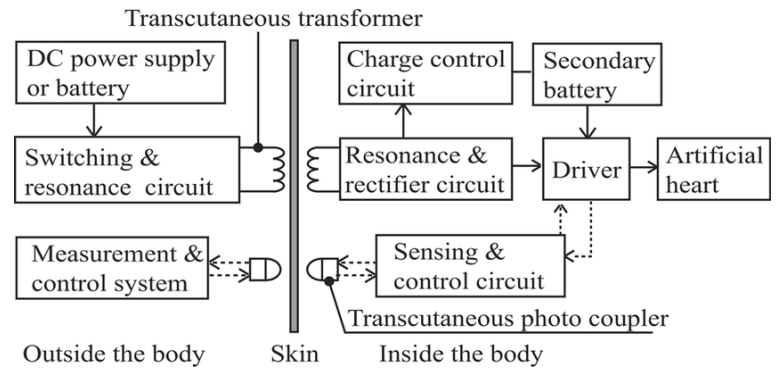 Transcutaneous transformer
DC power supply
or battery
Charge control
circuit
Secondary
battery
Switching &
resonance circuit
Resonance &
rectifier circuit
Driver
Artificial
heart
Measurement &
control system
Sensing &
control circuit
Transcutaneous photo coupler
Outside the body
Skin
Inside the body